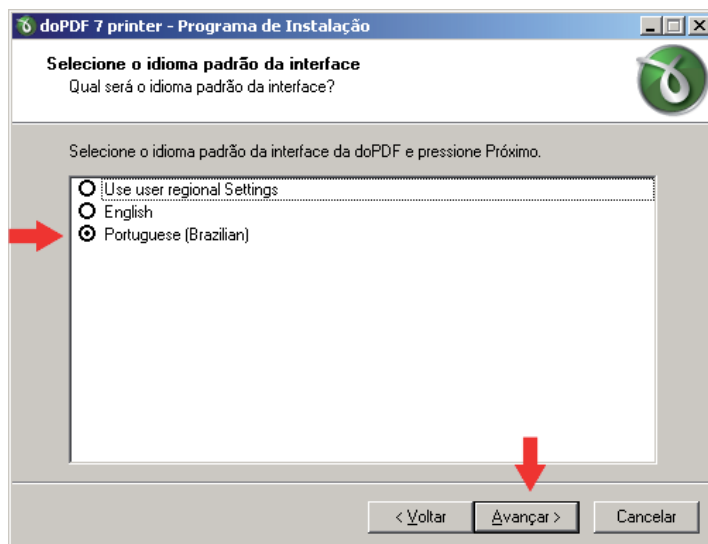 doPDF 7 printer - Programa de Instalação
Selecione o idioma padrão da interface
Qual será o idioma padrão da interface?
Selecione o idioma padrão da interface da doPDF e pressione Próximo.
Use user regional Settings
English
Portuguese (Brazilian)
< Voltar Avançar > Cancelar